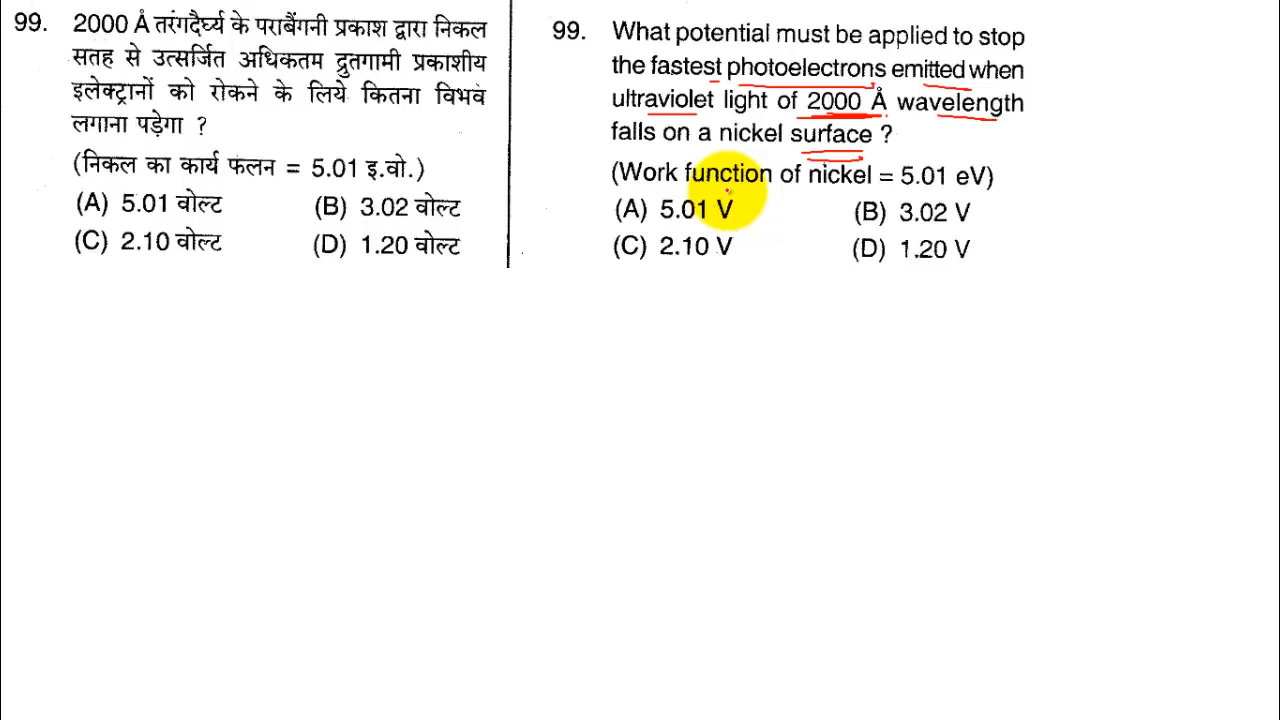 99. 2000 Å तरंगदैर्घ्य के पराबैंगनी प्रकाश द्वारा निकल
सतह से उत्सर्जित अधिकतम द्रुतगामी प्रकाशीय
इलेक्ट्रानों को रोकने के लिये कितना विभव
लगाना पड़ेगा ?
(निकल का कार्य फलन = 5.01 इ.वो.)
(A) 5.01 वोल्ट (B) 3.02 वोल्ट
(C) 2.10 वोल्ट (D) 1.20 वोल्ट
99. What potential must be applied to stop
the fastest photoelectrons emitted when
ultraviolet light of 2000 Å wavelength
falls on a nickel surface ?
(Work function of nickel = 5.01 eV)
(A) 5.01 V (B) 3.02 V
(C) 2.10 V (D) 1.20 V